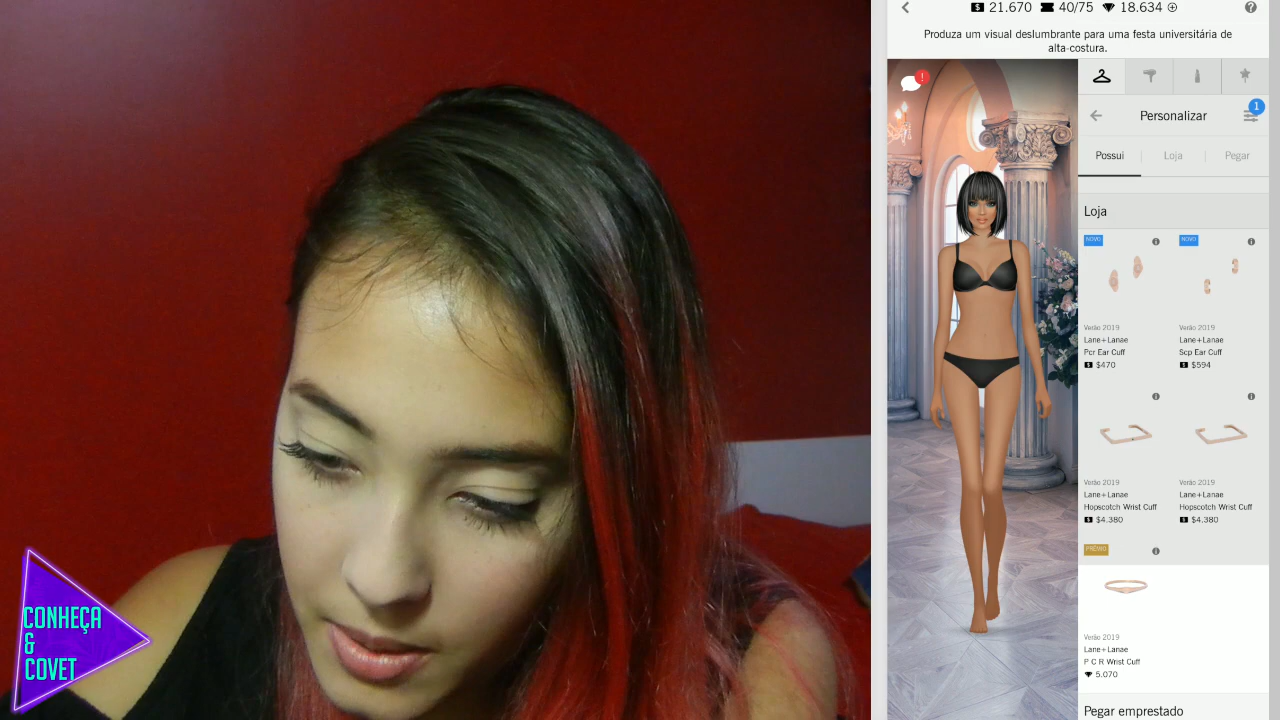 21.670 40/75 18.634
Produza um visual deslumbrante para uma festa universitária de
alta-costura.
1
Personalizar
Possui Loja Pegar
Loja
NOVO NOVO
Verão 2019 Verão 2019
Lane+Lanae Lane+Lanae
Pcr Ear Cuff Scp Ear Cuff
$470 $594
Verão 2019 Verão 2019
Lane+Lanae Lane+Lanae
Hopscotch Wrist Cuff Hopscotch Wrist Cuff
$4.380 $4.380
PRÊMIO
Verão 2019
Lane+Lanae
P C R Wrist Cuff
5.070
Pegar emprestado
CONHEÇA
&
COVET